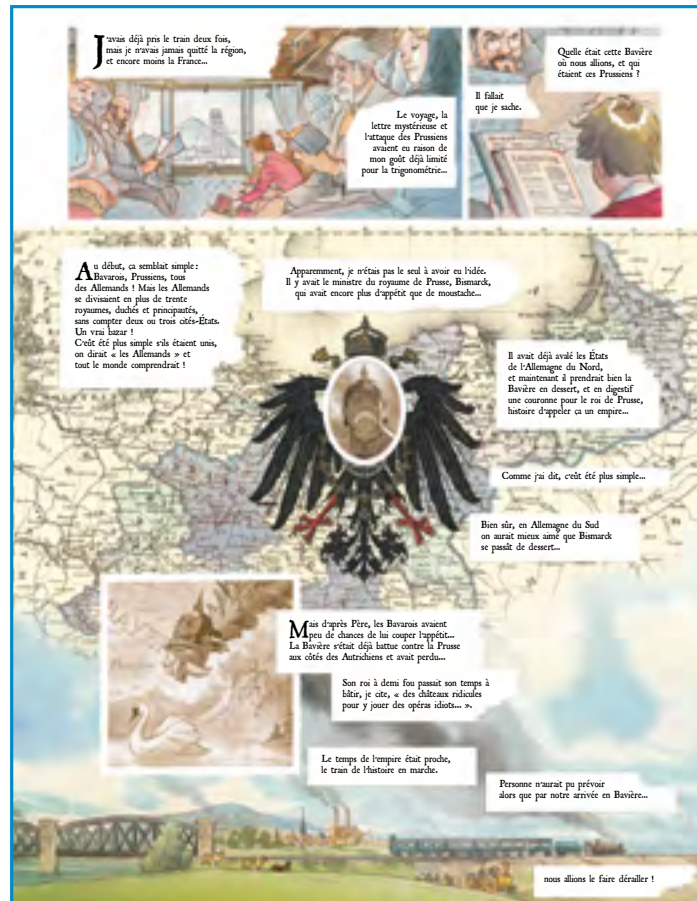 J'avais déjà pris le train deux fois,
mais je n'avais jamais quitté la région,
et encore moins la France...
Le voyage, la
lettre mystérieuse et
l'attaque des Prussiens
avaient eu raison de
mon goût déjà limité
pour la trigonométrie...
Quelle était cette Bavière
où nous allions, et qui
étaient ces Prussiens ?
Il fallait
que je sache.
Au début, ça semblait simple :
Bavarois, Prussiens, tous
des Allemands ! Mais les Allemands
se divisaient en plus de trente
royaumes, duchés et principautés,
sans compter deux ou trois cités-États.
Un vrai bazar !
C'eût été plus simple s'ils étaient unis,
on dirait « les Allemands » et
tout le monde comprendrait !
Apparemment, je n'étais pas le seul à avoir eu l'idée.
Il y avait le ministre du royaume de Prusse, Bismarck,
qui avait encore plus d'appétit que de moustache...
Il avait déjà avalé les États
de l'Allemagne du Nord,
et maintenant il prendrait bien la
Bavière en dessert, et en digestif
une couronne pour le roi de Prusse,
histoire d'appeler ça un empire...
Comme j'ai dit, c'eût été plus simple...
Bien sûr, en Allemagne du Sud
on aurait mieux aimé que Bismarck
se passât de dessert...
Mais d'après Père, les Bavarois avaient
peu de chances de lui couper l'appétit...
La Bavière s'était déjà battue contre la Prusse
aux côtés des Autrichiens et avait perdu...
Son roi à demi fou passait son temps à
bâtir, je cite, « des châteaux ridicules
pour y jouer des opéras idiots... ».
Le temps de l'empire était proche,
le train de l'histoire en marche.
Personne n'aurait pu prévoir
alors que par notre arrivée en Bavière...
nous allions le faire dérailler !